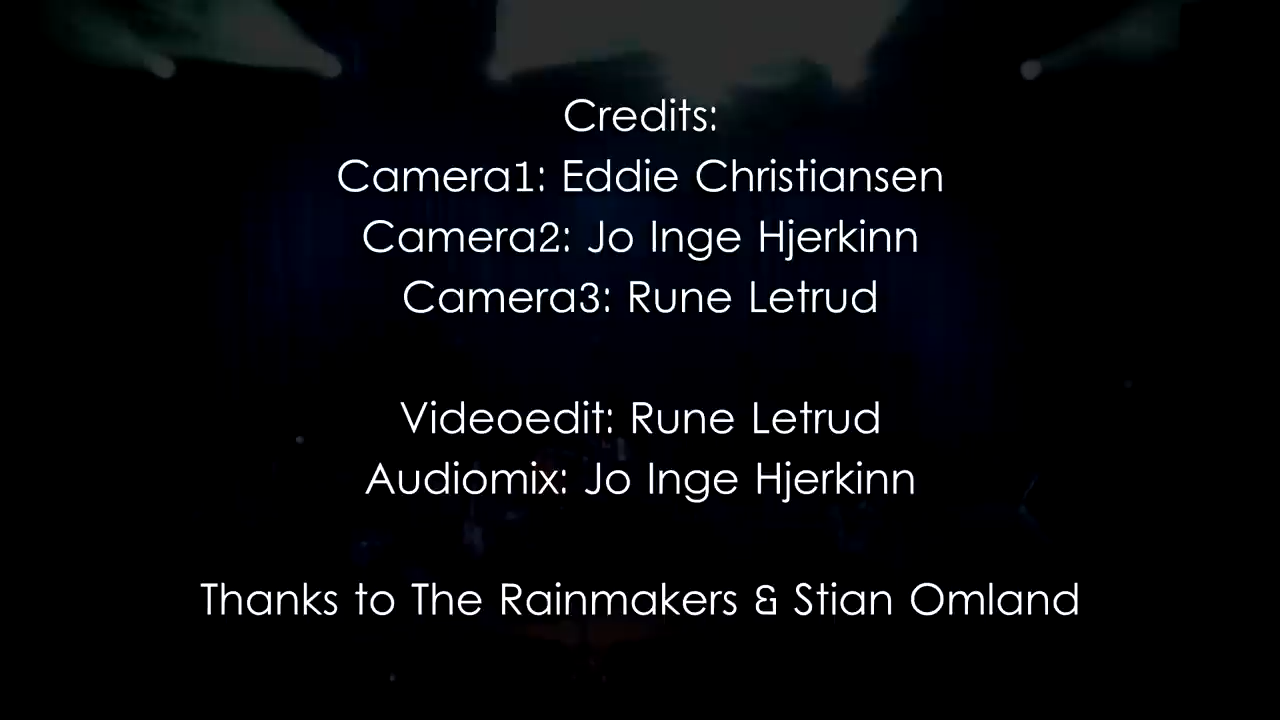 Credits:
Camera1: Eddie Christiansen
Camera2: Jo Inge Hjerkinn
Camera3: Rune Letrud
Videoedit: Rune Letrud
Audiomix: Jo Inge Hjerkinn
Thanks to The Rainmakers & Stian Omland